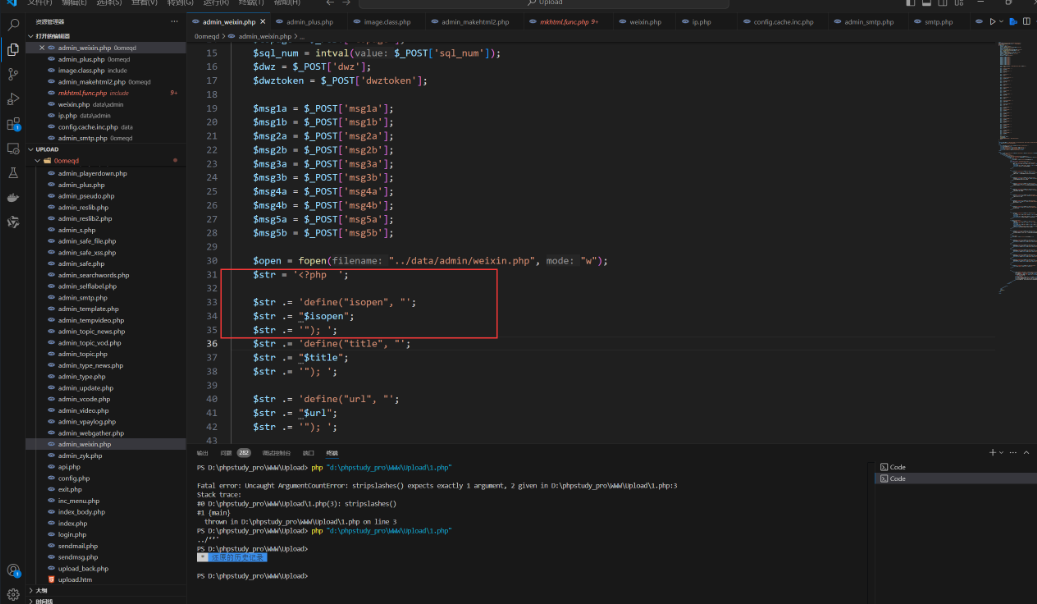 Upload
资源管理器
打开的编辑器
admin_weixin.php 0omeqd
admin_plus.php 0omeqd
image.class.php include
admin_makehtml2.php 0omeqd
mkhtml.func.php include 9+
weixin.php data\admin
ip.php data\admin
config.cache.inc.php data
admin_smtp.php 0omeqd
UPLOAD
0omeqd
admin_playerdown.php
admin_plus.php
admin_pseudo.php
admin_reslib.php
admin_reslib2.php
admin_s.php
admin_safe_file.php
admin_safe_xss.php
admin_safe.php
admin_searchwords.php
admin_selflabel.php
admin_smtp.php
admin_template.php
admin_tempvideo.php
admin_topic_news.php
admin_topic_vod.php
admin_topic.php
admin_type_news.php
admin_type.php
admin_update.php
admin_vcode.php
admin_video.php
admin_vpaylog.php
admin_webgather.php
admin_weixin.php
admin_zyk.php
api.php
config.php
exit.php
inc_menu.php
index_body.php
index.php
login.php
sendmail.php
sendmsg.php
upload_back.php
upload.htm
大纲
时间线
admin_weixin.php
admin_plus.php
image.class.php
admin_makehtml2.php
mkhtml.func.php 9+
weixin.php
ip.php
config.cache.inc.php
admin_smtp.php
smtp.php
0omeqd > admin_weixin.php > ...
15 $sql_num = intval(value: $_POST['sql_num']);
16 $dwz = $_POST['dwz'];
17 $dwztoken = $_POST['dwztoken'];
18
19 $msg1a = $_POST['msg1a'];
20 $msg1b = $_POST['msg1b'];
21 $msg2a = $_POST['msg2a'];
22 $msg2b = $_POST['msg2b'];
23 $msg3a = $_POST['msg3a'];
24 $msg3b = $_POST['msg3b'];
25 $msg4a = $_POST['msg4a'];
26 $msg4b = $_POST['msg4b'];
27 $msg5a = $_POST['msg5a'];
28 $msg5b = $_POST['msg5b'];
29
30 $open = fopen(filename: "../data/admin/weixin.php", mode: "w");
31 $str = '<?php  ';
32
33 $str .= 'define("isopen", "';
34 $str .= "$isopen";
35 $str .= '"); ';
36 $str .= 'define("title", "';
37 $str .= "$title";
38 $str .= '"); ';
39
40 $str .= 'define("url", "';
41 $str .= "$url";
42 $str .= '"); ';
43
输出 问题 282 调试控制台 端口 终端
PS D:\phpstudy_pro\WWW\Upload> php "d:\phpstudy_pro\WWW\Upload\1.php"
Fatal error: Uncaught ArgumentCountError: stripslashes() expects exactly 1 argument, 2 given in D:\phpstudy_pro\WWW\Upload\1.php:3
Stack trace:
#0 D:\phpstudy_pro\WWW\Upload\1.php(3): stripslashes()
#1 {main}
thrown in D:\phpstudy_pro\WWW\Upload\1.php on line 3
PS D:\phpstudy_pro\WWW\Upload> php "d:\phpstudy_pro\WWW\Upload\1.php"
PS D:\phpstudy_pro\WWW\Upload>
* 还原的历史记录
PS D:\phpstudy_pro\WWW\Upload>
Code
Code